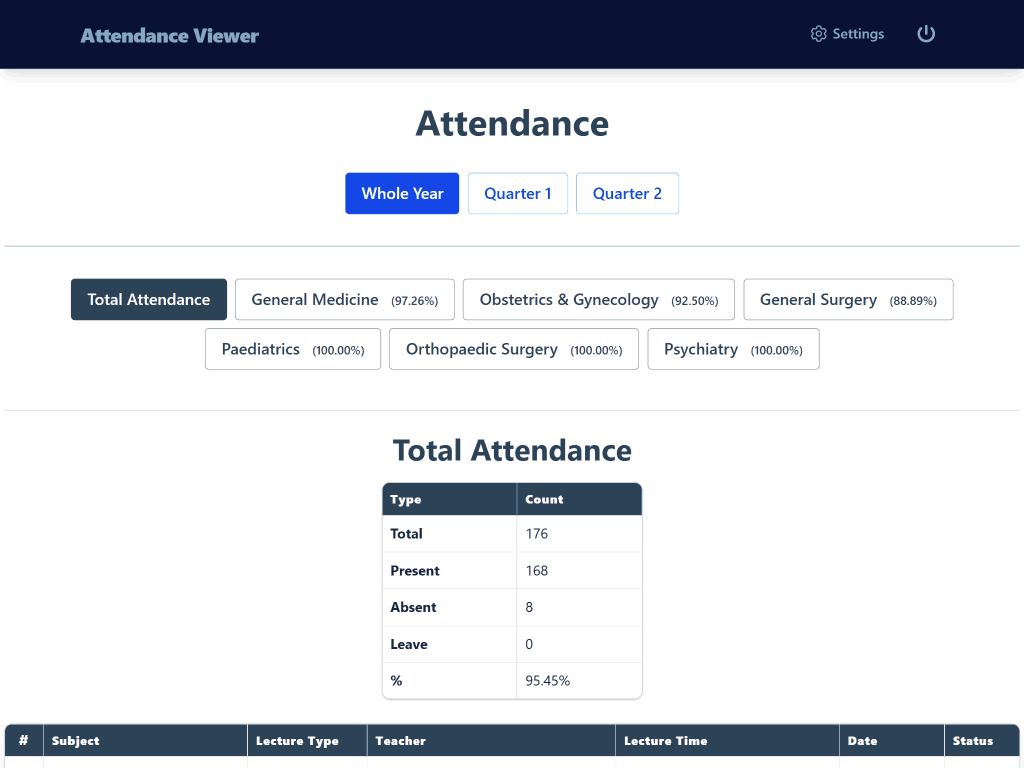 Attendance Viewer Settings
Attendance
Whole Year Quarter 1 Quarter 2
Total Attendance General Medicine (97.26%) Obstetrics & Gynecology (92.50%) General Surgery (88.89%)
Paediatrics (100.00%) Orthopaedic Surgery (100.00%) Psychiatry (100.00%)
Total Attendance
Type Count
Total 176
Present 168
Absent 8
Leave 0
% 95.45%
# Subject Lecture Type Teacher Lecture Time Date Status